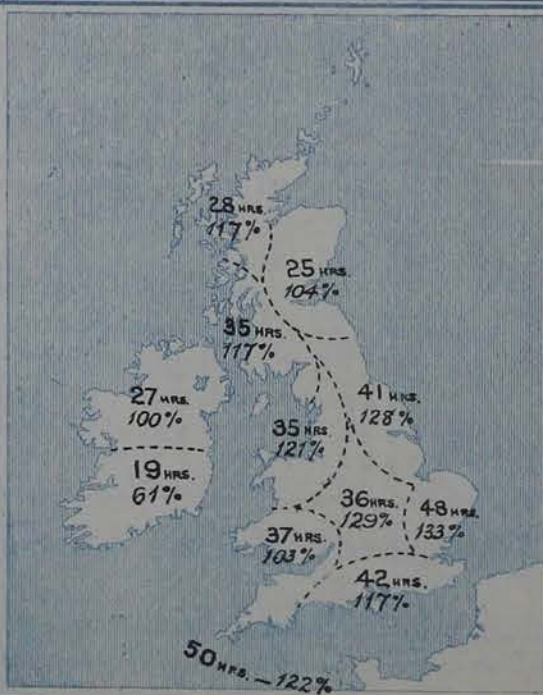 28 HRS.
117%
25 HRS.
104%
35 HRS.
117%
27 HRS.
100%
41 HRS.
128%
35 HRS.
121%
19 HRS.
61%
36 HRS.
129%
48 HRS.
133%
37 HRS.
103%
42 HRS.
117%
50 HRS. — 122%